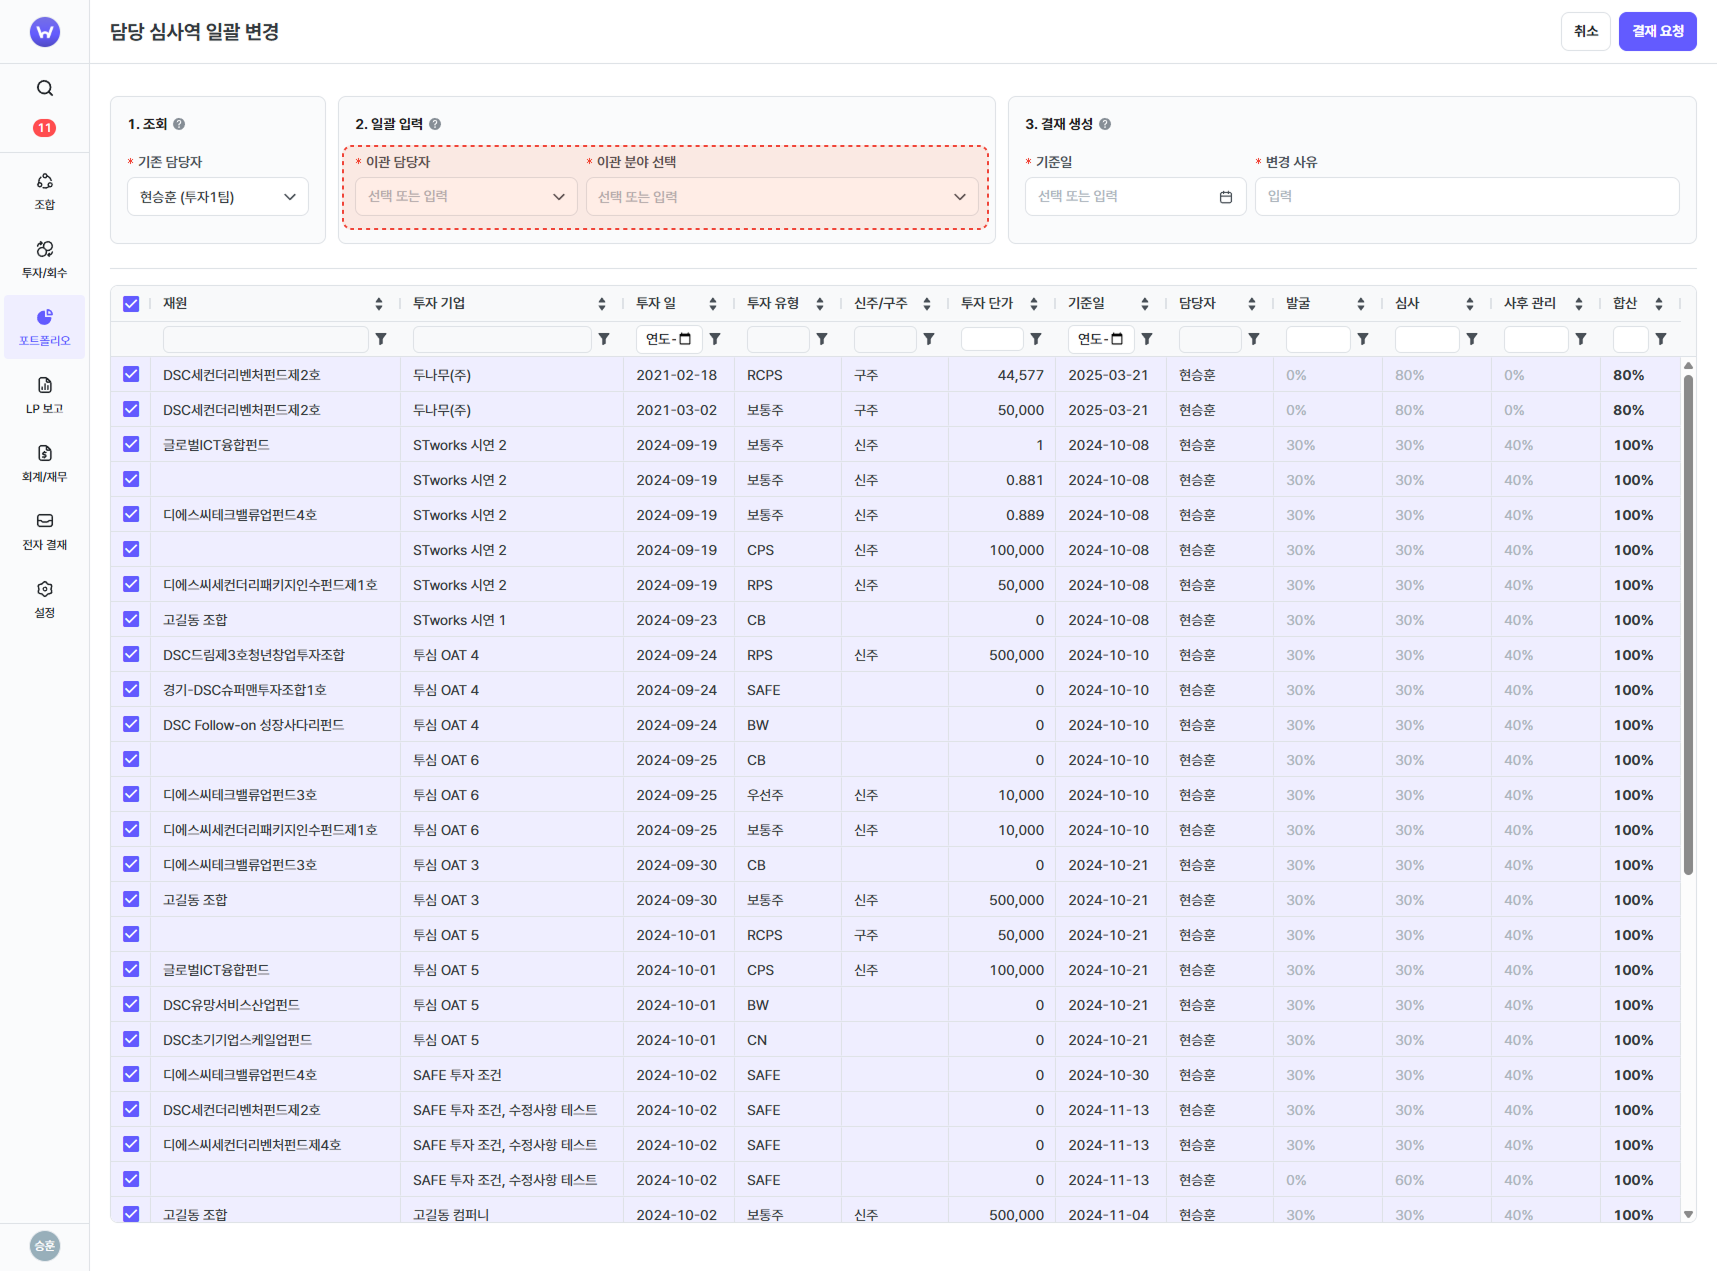 담당 심사역 일괄 변경
취소
결재 요청
11
조합
투자/회수
포트폴리오
LP 보고
회계/재무
전자 결재
설정
승훈
1. 조회
* 기존 담당자
현승훈 (투자1팀)
2. 일괄 입력
* 이관 담당자 * 이관 분야 선택
선택 또는 입력 선택 또는 입력
3. 결재 생성
* 기준일 * 변경 사유
선택 또는 입력 입력
재원 투자 기업 투자 일 투자 유형 신주/구주 투자 단가 기준일 담당자 발굴 심사 사후 관리 합산
연도- 연도-
DSC세컨더리벤처펀드제2호 두나무(주) 2021-02-18 RCPS 구주 44,577 2025-03-21 현승훈 0% 80% 0% 80%
DSC세컨더리벤처펀드제2호 두나무(주) 2021-03-02 보통주 구주 50,000 2025-03-21 현승훈 0% 80% 0% 80%
글로벌ICT융합펀드 STworks 시연 2 2024-09-19 보통주 신주 1 2024-10-08 현승훈 30% 30% 40% 100%
STworks 시연 2 2024-09-19 보통주 신주 0.881 2024-10-08 현승훈 30% 30% 40% 100%
디에스씨테크밸류업펀드4호 STworks 시연 2 2024-09-19 보통주 신주 0.889 2024-10-08 현승훈 30% 30% 40% 100%
STworks 시연 2 2024-09-19 CPS 신주 100,000 2024-10-08 현승훈 30% 30% 40% 100%
디에스씨세컨더리패키지인수펀드제1호 STworks 시연 2 2024-09-19 RPS 신주 50,000 2024-10-08 현승훈 30% 30% 40% 100%
고길동 조합 STworks 시연 1 2024-09-23 CB 0 2024-10-08 현승훈 30% 30% 40% 100%
DSC드림제3호청년창업투자조합 투심 OAT 4 2024-09-24 RPS 신주 500,000 2024-10-10 현승훈 30% 30% 40% 100%
경기-DSC슈퍼맨투자조합1호 투심 OAT 4 2024-09-24 SAFE 0 2024-10-10 현승훈 30% 30% 40% 100%
DSC Follow-on 성장사다리펀드 투심 OAT 4 2024-09-24 BW 0 2024-10-10 현승훈 30% 30% 40% 100%
투심 OAT 6 2024-09-25 CB 0 2024-10-10 현승훈 30% 30% 40% 100%
디에스씨테크밸류업펀드3호 투심 OAT 6 2024-09-25 우선주 신주 10,000 2024-10-10 현승훈 30% 30% 40% 100%
디에스씨세컨더리패키지인수펀드제1호 투심 OAT 6 2024-09-25 보통주 신주 10,000 2024-10-10 현승훈 30% 30% 40% 100%
디에스씨테크밸류업펀드3호 투심 OAT 3 2024-09-30 CB 0 2024-10-21 현승훈 30% 30% 40% 100%
고길동 조합 투심 OAT 3 2024-09-30 보통주 신주 500,000 2024-10-21 현승훈 30% 30% 40% 100%
투심 OAT 5 2024-10-01 RCPS 구주 50,000 2024-10-21 현승훈 30% 30% 40% 100%
글로벌ICT융합펀드 투심 OAT 5 2024-10-01 CPS 신주 100,000 2024-10-21 현승훈 30% 30% 40% 100%
DSC유망서비스산업펀드 투심 OAT 5 2024-10-01 BW 0 2024-10-21 현승훈 30% 30% 40% 100%
DSC초기기업스케일업펀드 투심 OAT 5 2024-10-01 CN 0 2024-10-21 현승훈 30% 30% 40% 100%
디에스씨테크밸류업펀드4호 SAFE 투자 조건 2024-10-02 SAFE 0 2024-10-30 현승훈 30% 30% 40% 100%
DSC세컨더리벤처펀드제2호 SAFE 투자 조건, 수정사항 테스트 2024-10-02 SAFE 0 2024-11-13 현승훈 30% 30% 40% 100%
디에스씨세컨더리벤처펀드제4호 SAFE 투자 조건, 수정사항 테스트 2024-10-02 SAFE 0 2024-11-13 현승훈 30% 30% 40% 100%
SAFE 투자 조건, 수정사항 테스트 2024-10-02 SAFE 0 2024-11-13 현승훈 0% 60% 40% 100%
고길동 조합 고길동 컴퍼니 2024-10-02 보통주 신주 500,000 2024-11-04 현승훈 30% 30% 40% 100%